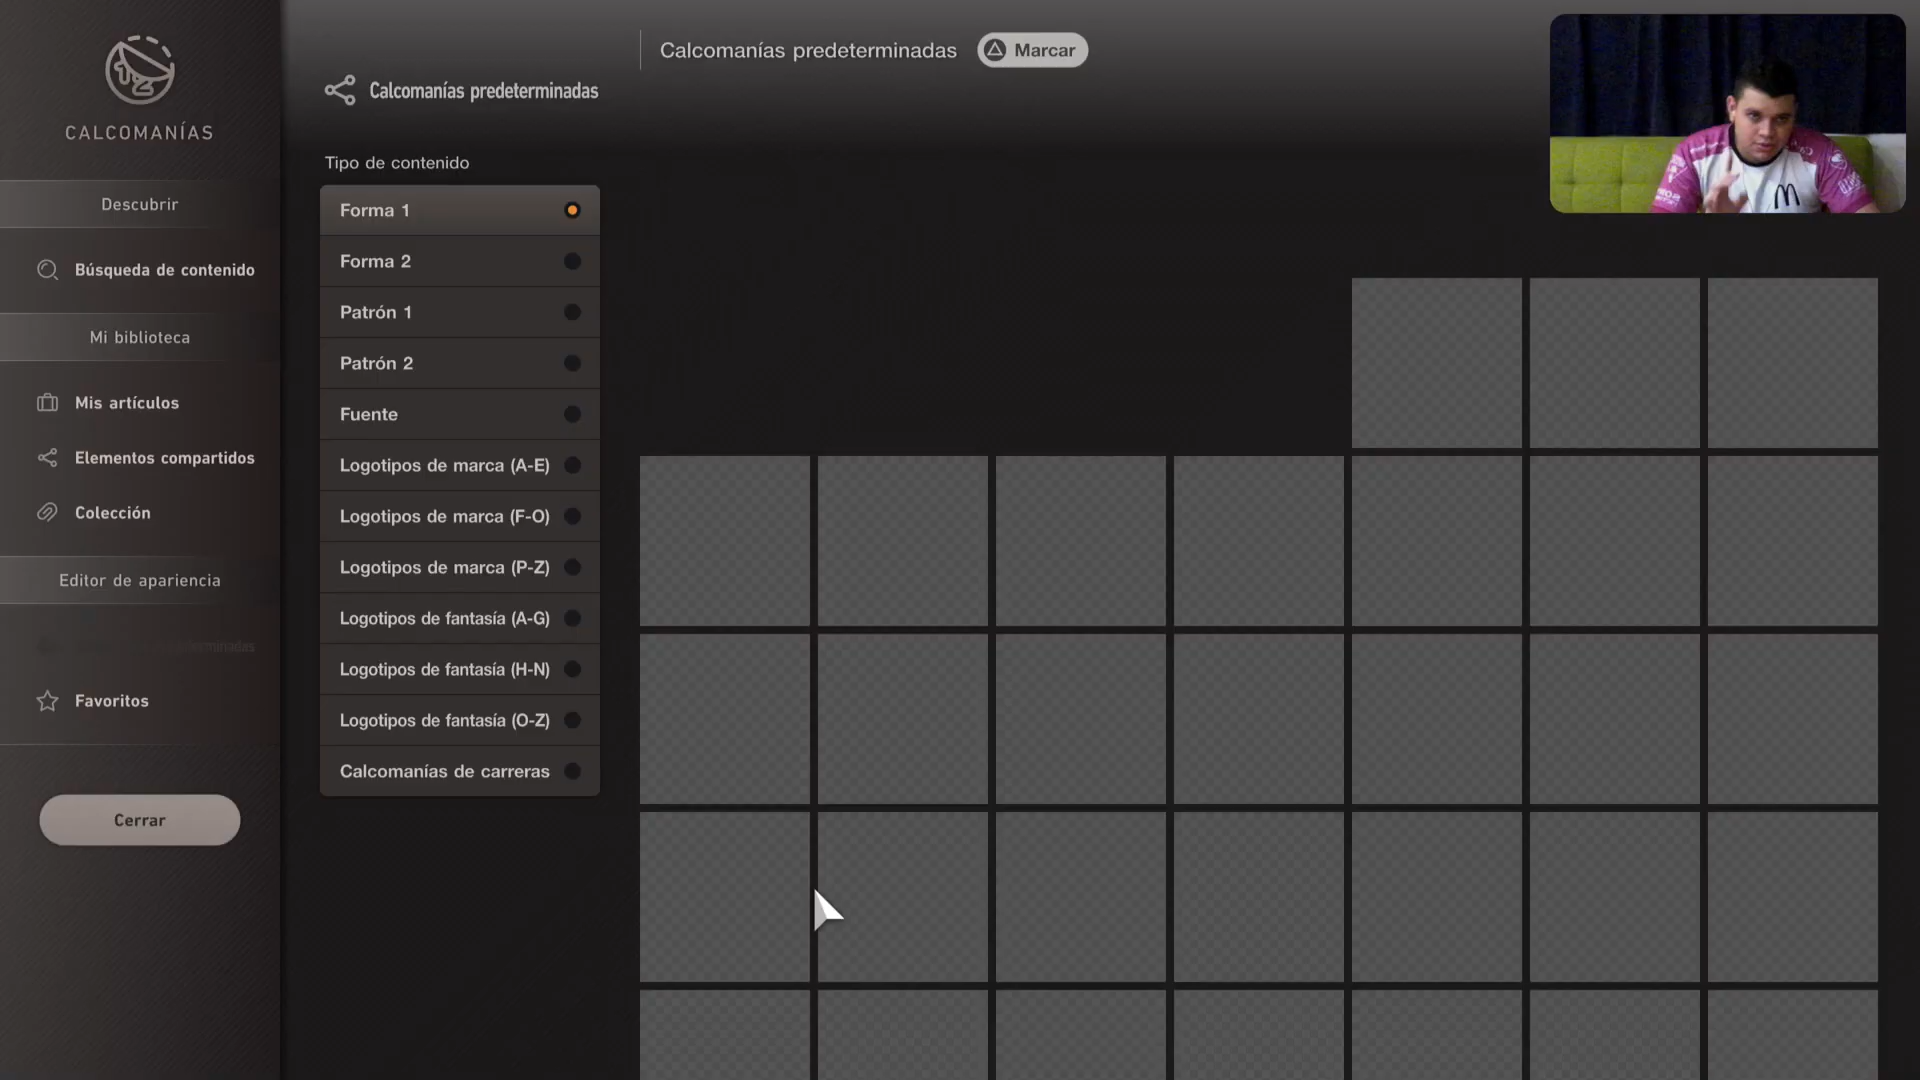 CALCOMANÍAS
Descubrir
Búsqueda de contenido
Mi biblioteca
Mis artículos
Elementos compartidos
Colección
Editor de apariencia
Favoritos
Cerrar
Calcomanías predeterminadas
Marcar
Calcomanías predeterminadas
Tipo de contenido
Forma 1
Forma 2
Patrón 1
Patrón 2
Fuente
Logotipos de marca (A-E)
Logotipos de marca (F-O)
Logotipos de marca (P-Z)
Logotipos de fantasía (A-G)
Logotipos de fantasía (H-N)
Logotipos de fantasía (O-Z)
Calcomanías de carreras